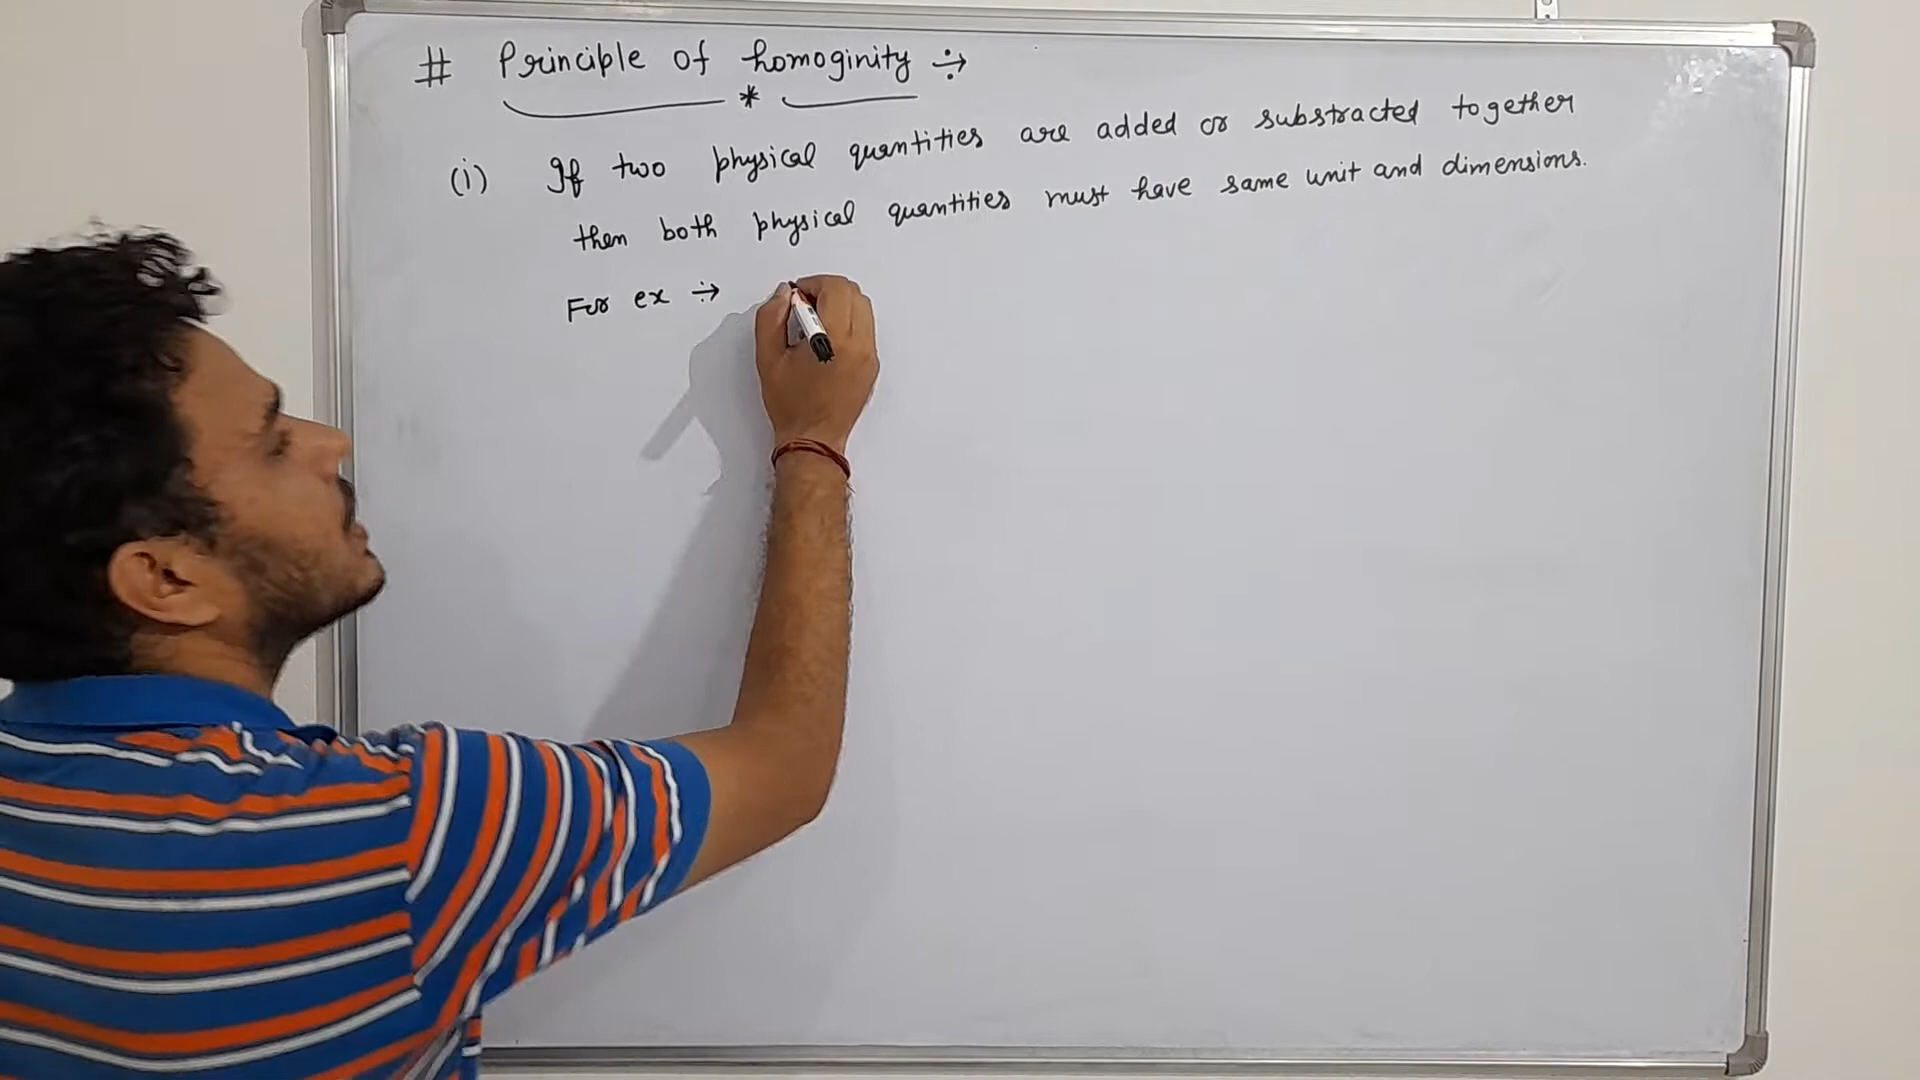 # Principle of homoginity ÷>
*
(i) If two physical quantities are added or substracted together
then both physical quantities must have same unit and dimensions.
For ex ÷>